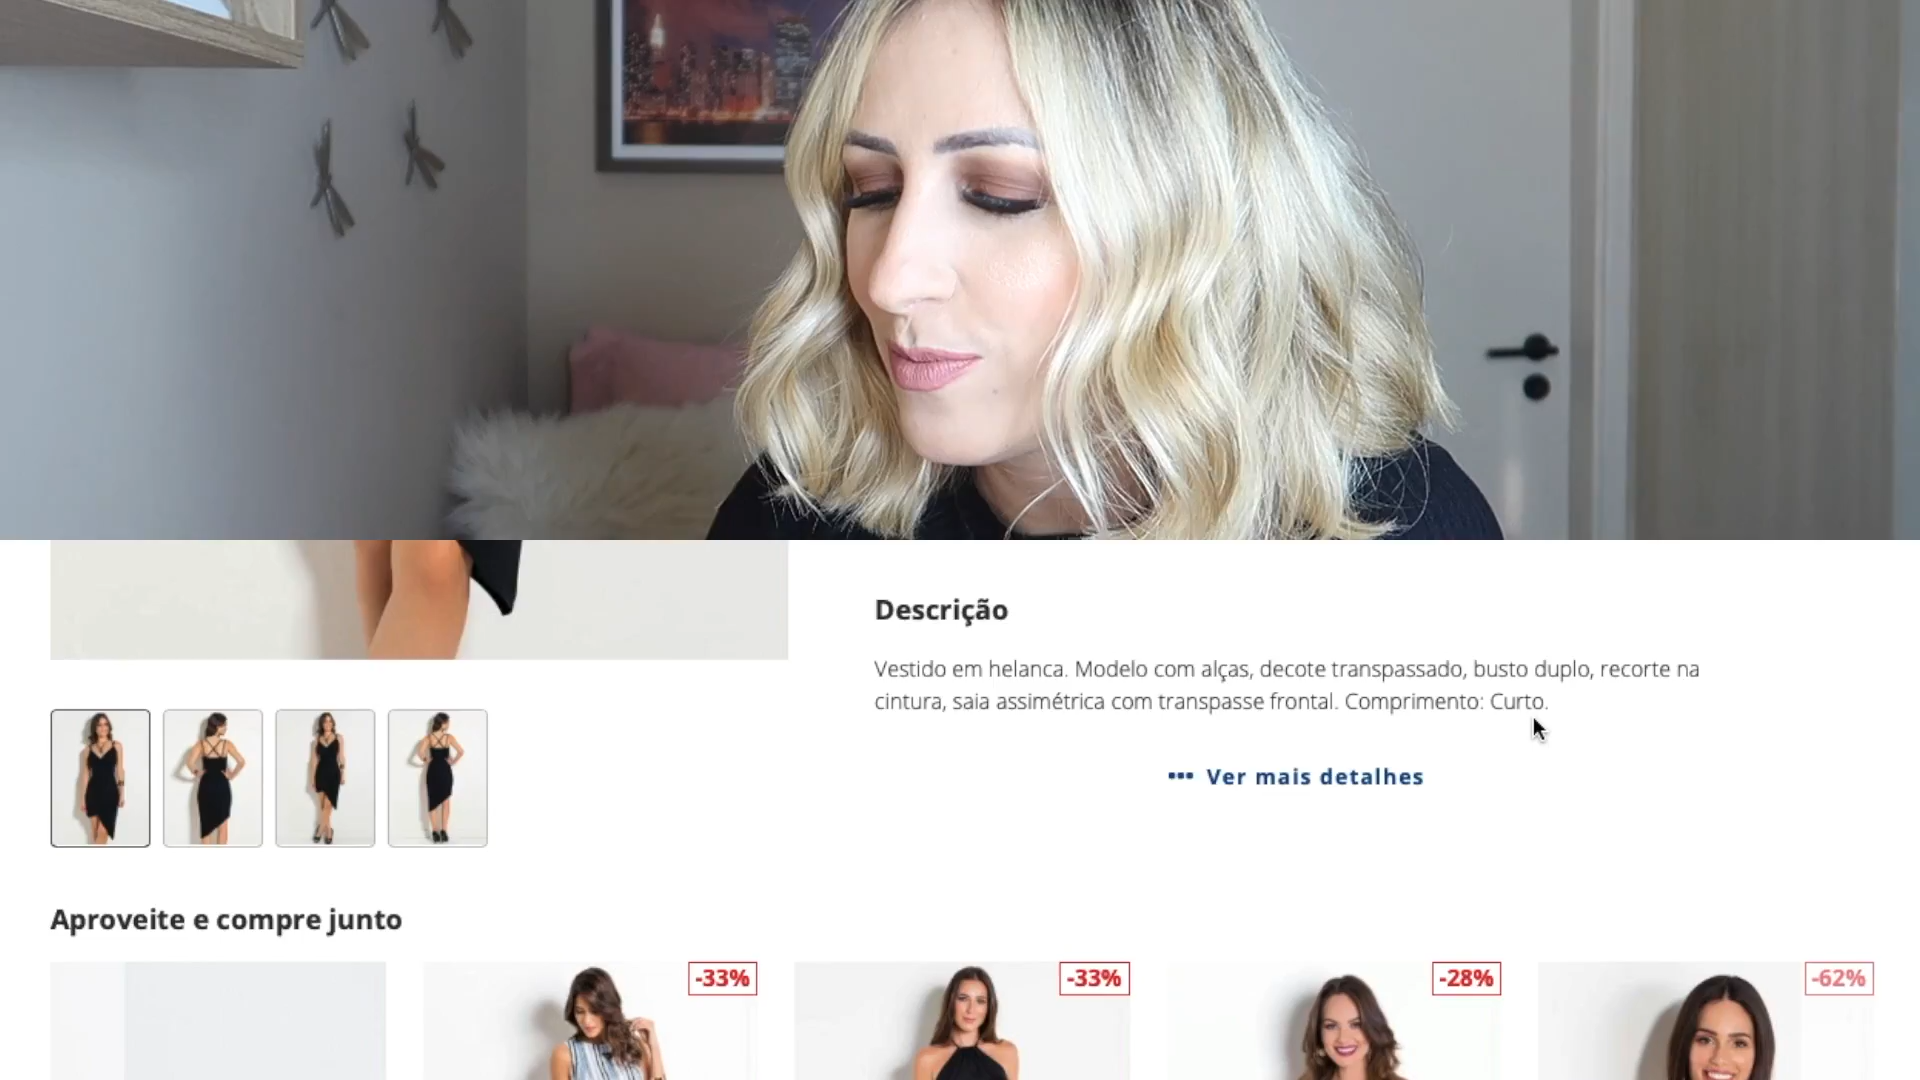 Descrição
Vestido em helanca. Modelo com alças, decote transpassado, busto duplo, recorte na
cintura, saia assimétrica com transpasse frontal. Comprimento: Curto.
Ver mais detalhes
Aproveite e compre junto
-33%
-33%
-28%
-62%